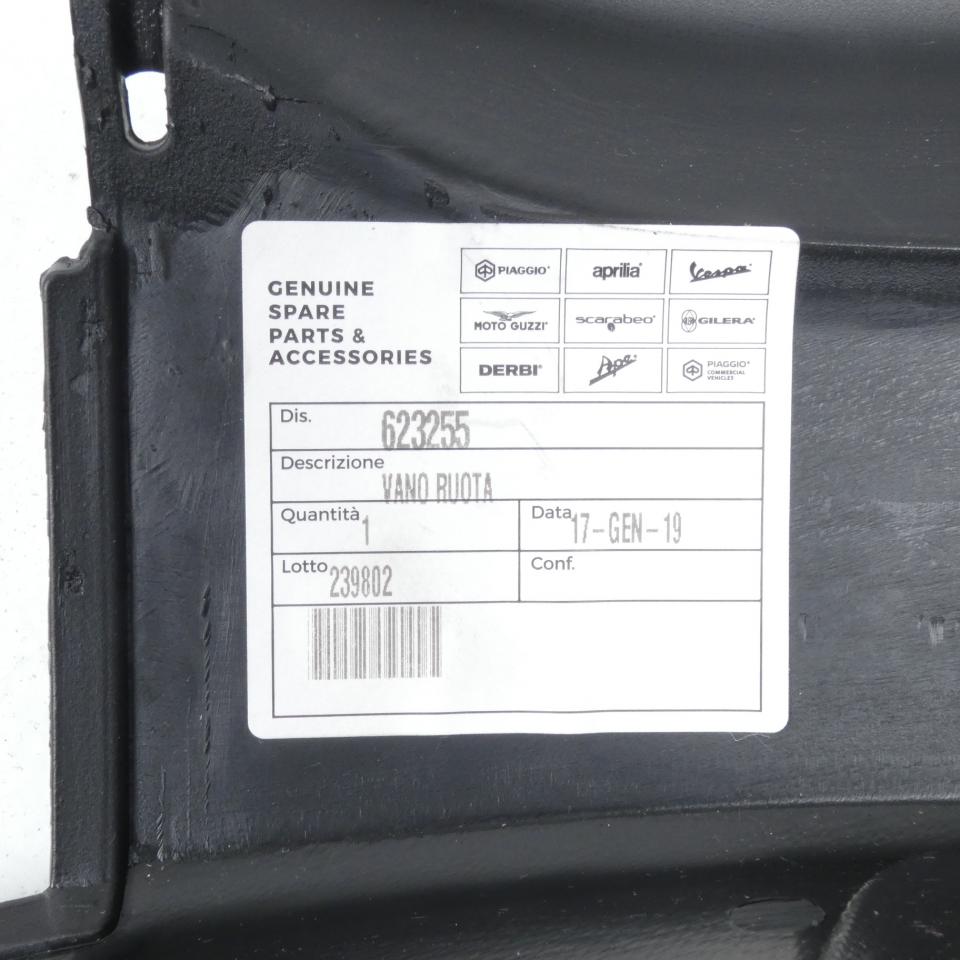 GENUINE
SPARE
PARTS &
ACCESSORIES
PIAGGIO
aprilia
Vespa
MOTO GUZZI
scarabeo
GILERA
DERBI
Ape
PIAGGIO
COMMERCIAL
VEHICLES
Dis. 623255
Descrizione VANO RUOTA
Quantità 1
Data 17-GEN-19
Lotto 239802
Conf.